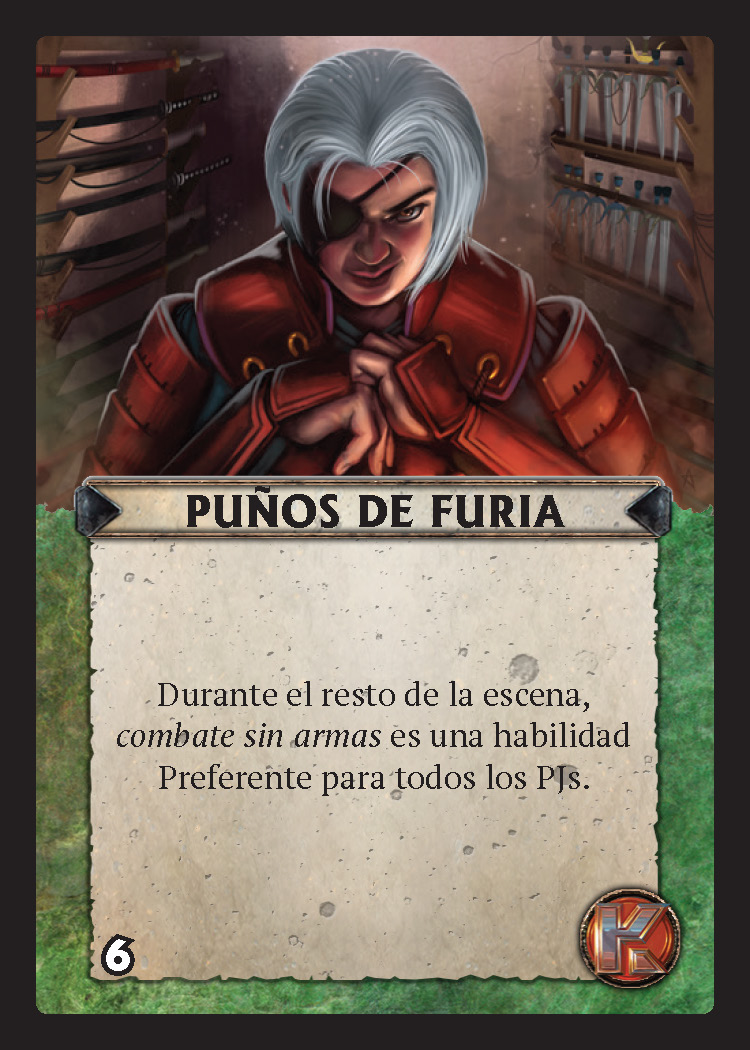 PUÑOS DE FURIA
Durante el resto de la escena,
combate sin armas es una habilidad
Preferente para todos los PJs.
6
K